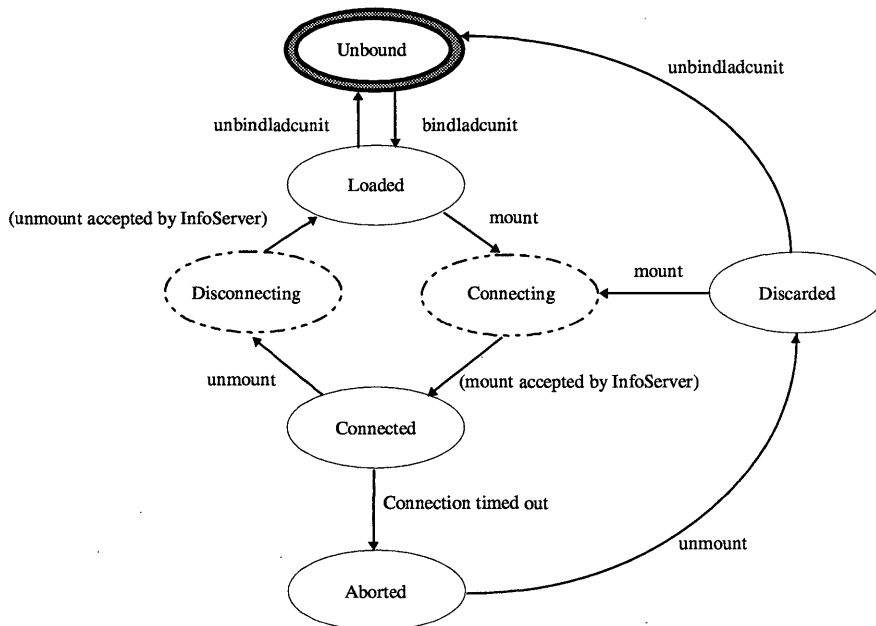 Unbound
unbindladcunit
unbindladcunit
bindladcunit
Loaded
(unmount accepted by InfoServer)
mount
mount
Disconnecting
Connecting
Discarded
unmount
(mount accepted by InfoServer)
Connected
Connection timed out
unmount
Aborted